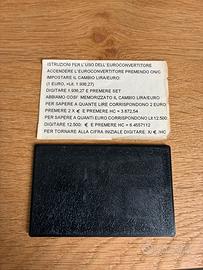 ISTRUZIONI PER L'USO DELL'EUROCONVERTITORE
ACCENDERE L'EUROCONVERTITORE PREMENDO ON/C
IMPOSTARE IL CAMBIO LIRA/EURO:
(1 EURO, =Lit. 1.936,27)
DIGITARE 1.936,27 E PREMERE SET
ABBIAMO COSI' MEMORIZZATO IL CAMBIO LIRA/EURO
PER SAPERE A QUANTE LIRE CORRISPONDONO 2 EURO:
PREMERE 2 X € E PREMERE HC = 3.872,54
PER SAPERE A QUANTI EURO CORRISPONDONO Lit.12.500:
DIGITARE 12.500: € E PREMERE HC = 6.4557112
PER TORNARE ALLA CIFRA INIZIALE DIGITARE. X/ € /HC